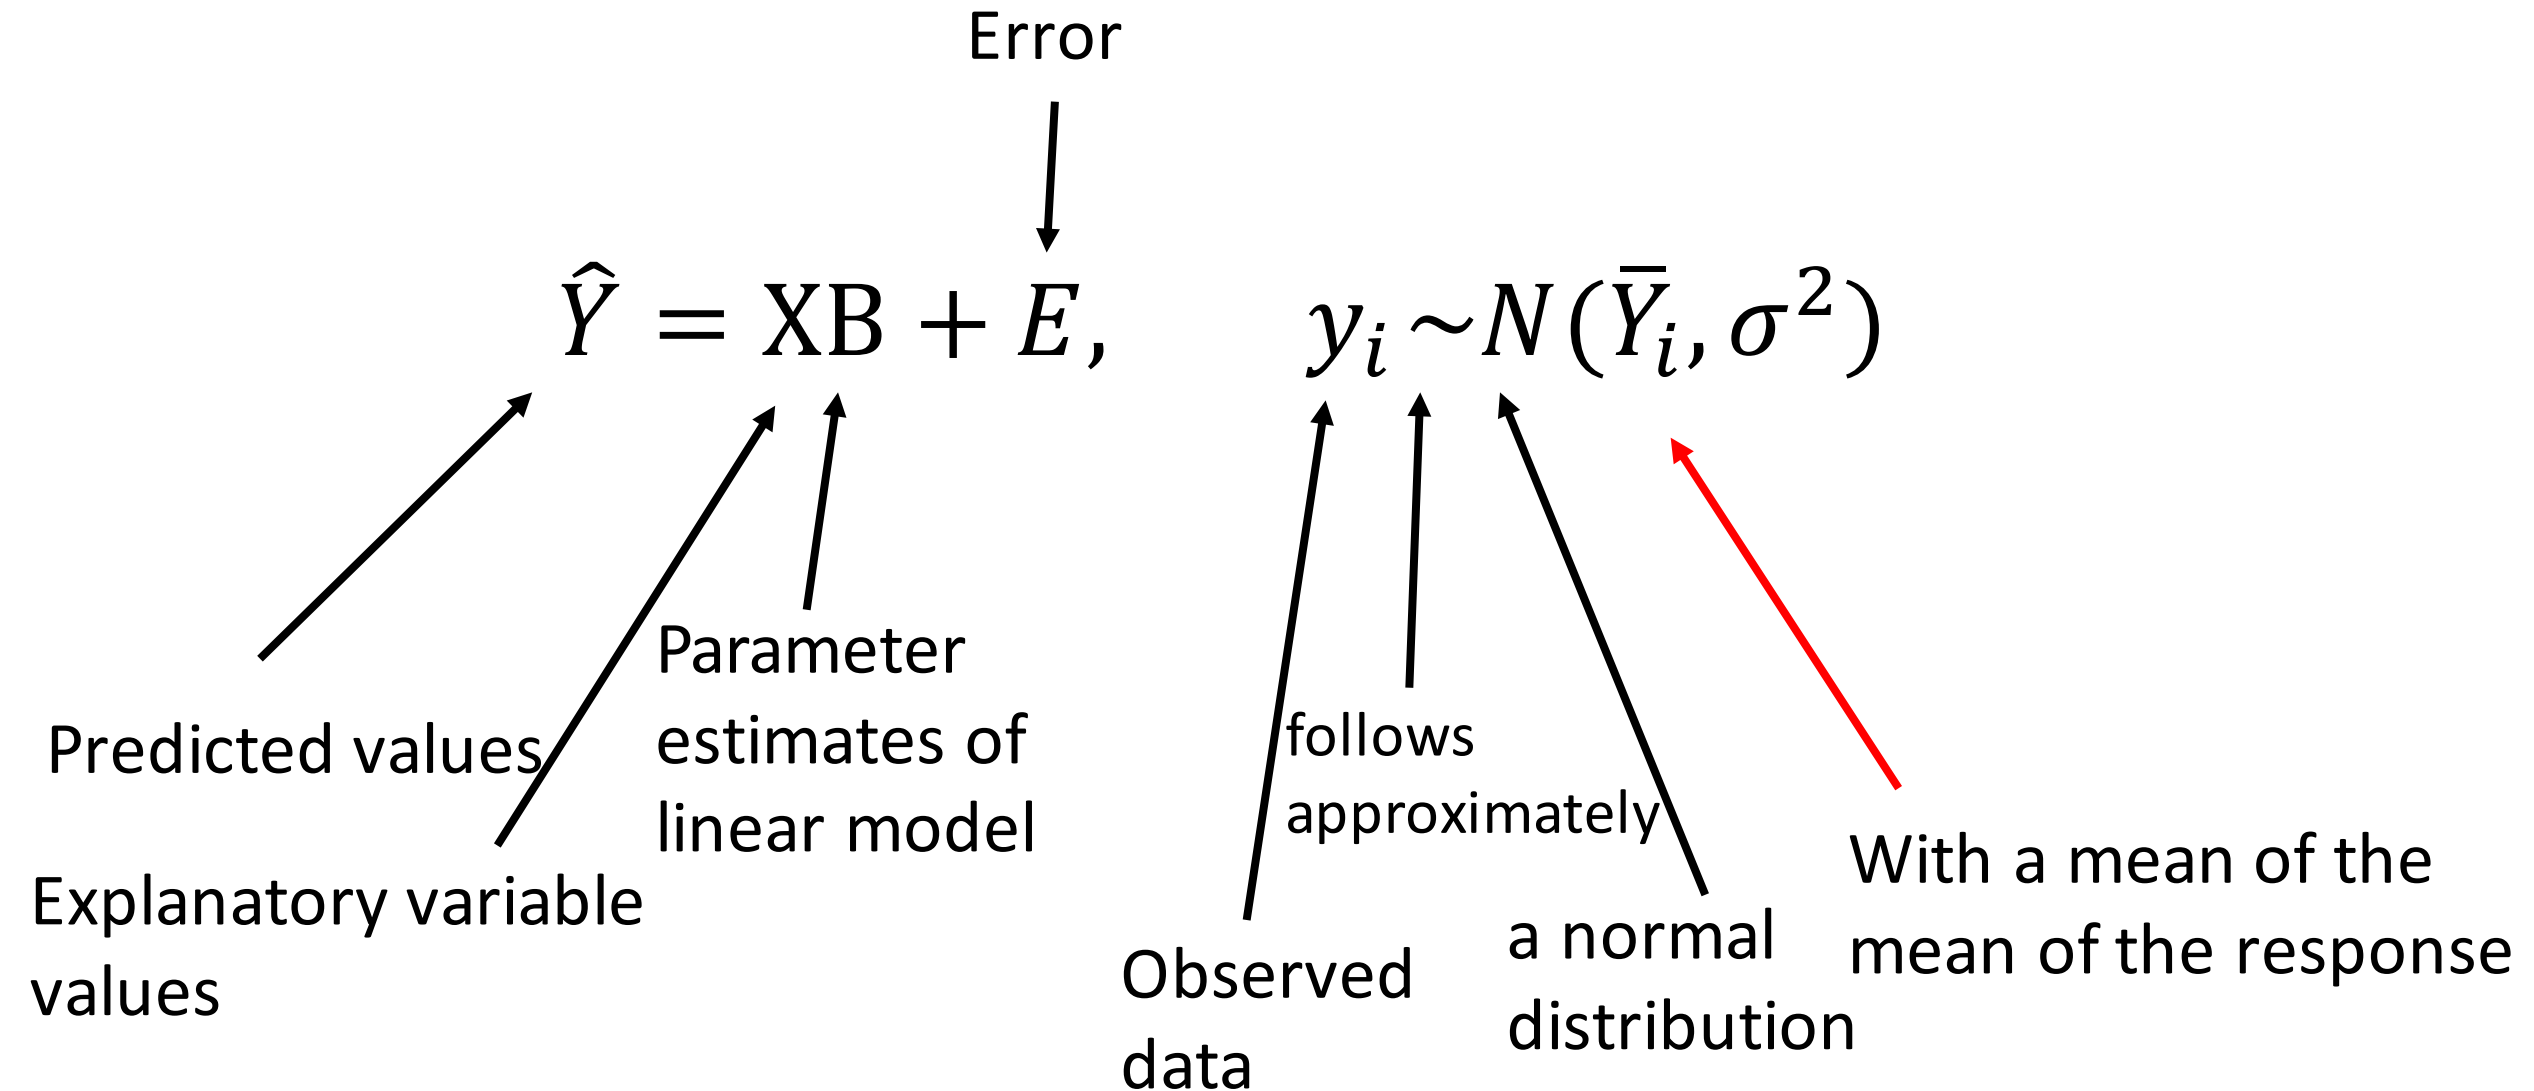 Error
Ŷ = XB + E, yᵢ ~N(Ȳᵢ, σ²)
Predicted values
Explanatory variable
values
Parameter
estimates of
linear model
Observed
data
follows
approximately
a normal
distribution
With a mean of the
mean of the response